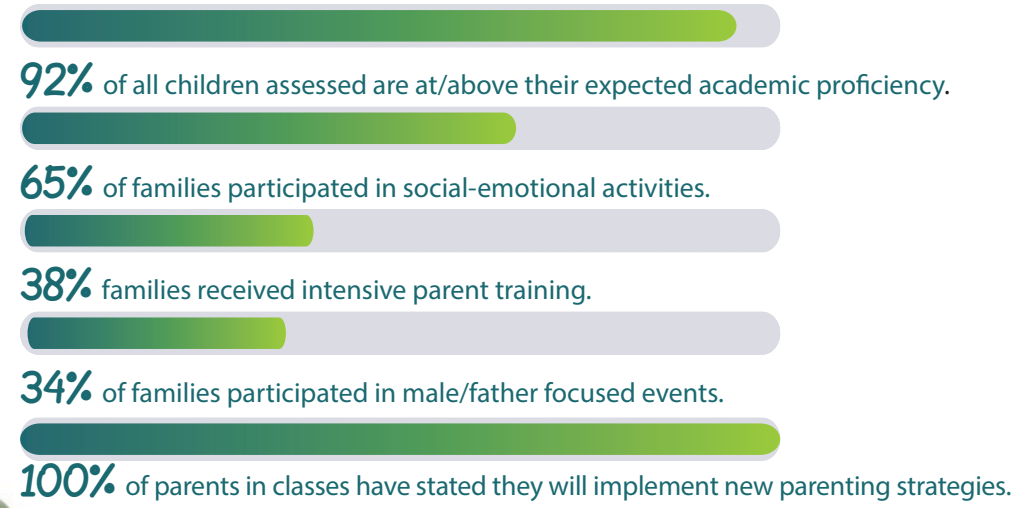 92% of all children assessed are at/above their expected academic proficiency.
65% of families participated in social-emotional activities.
38% families received intensive parent training.
34% of families participated in male/father focused events.
100% of parents in classes have stated they will implement new parenting strategies.